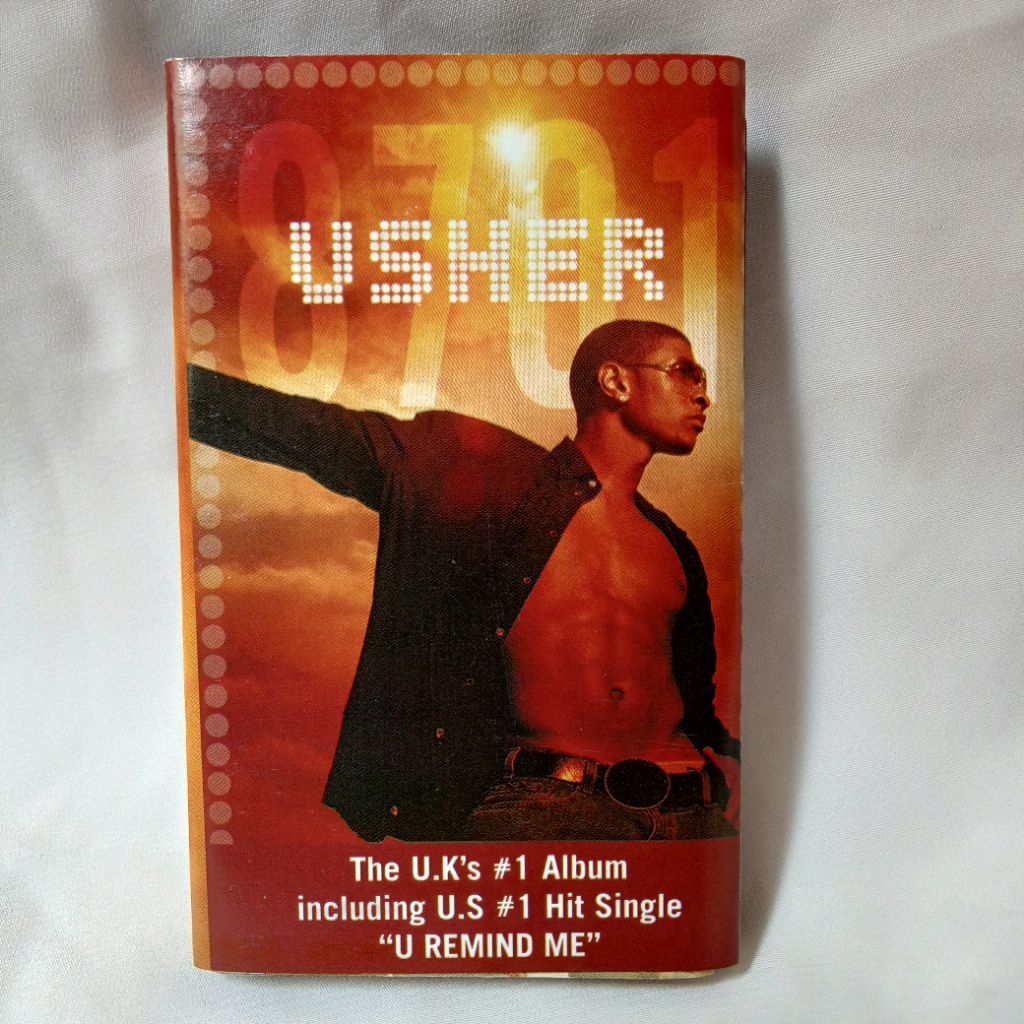 8701
USHER
The U.K's #1 Album
including U.S #1 Hit Single
"U REMIND ME"